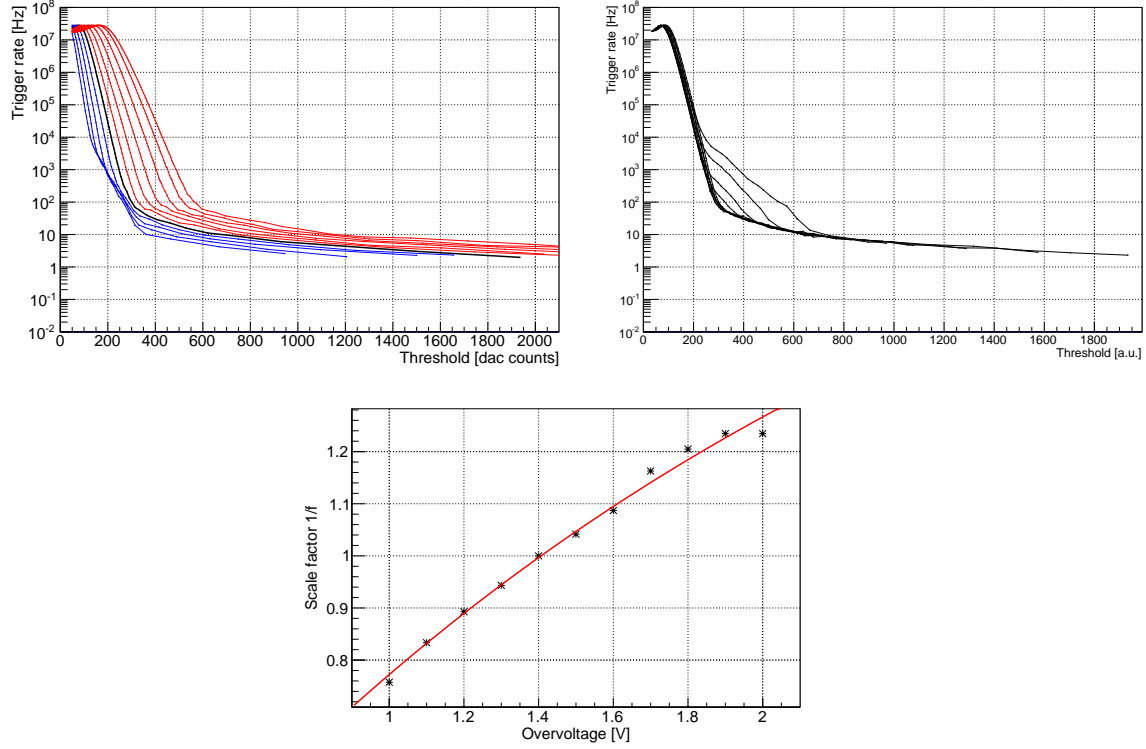 Trigger rate [Hz]
10^7
10^6
10^5
10^4
10^3
10^2
10
1
10^-1
10^-2
0 200 400 600 800 1000 1200 1400 1600 1800 2000
Threshold [dac counts]
Trigger rate [Hz]
10^7
10^6
10^5
10^4
10^3
10^2
10
1
10^-1
10^-2
0 200 400 600 800 1000 1200 1400 1600 1800
Threshold [a.u.]
Scale factor 1/f
1.2
1.1
1
0.9
0.8
1 1.2 1.4 1.6 1.8 2
Overvoltage [V]